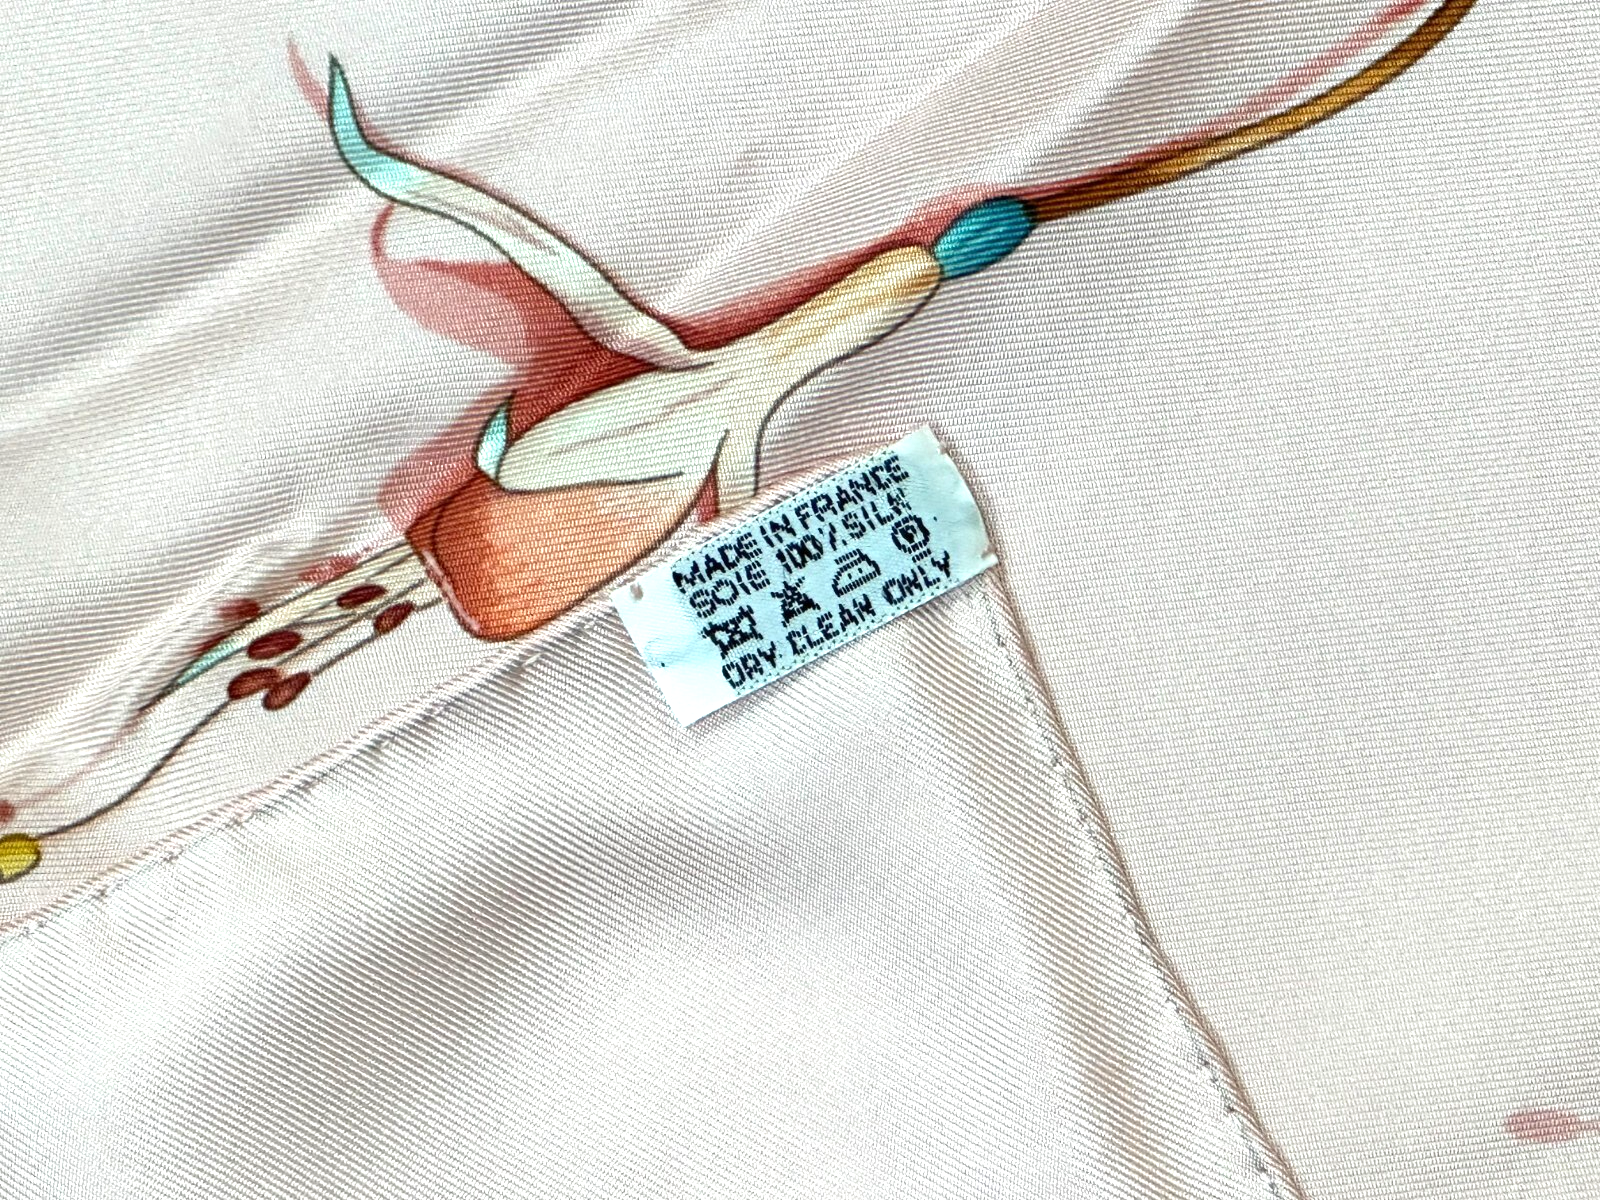 MADE IN FRANCE
SOIE 100% SILK
DRY CLEAN ONLY